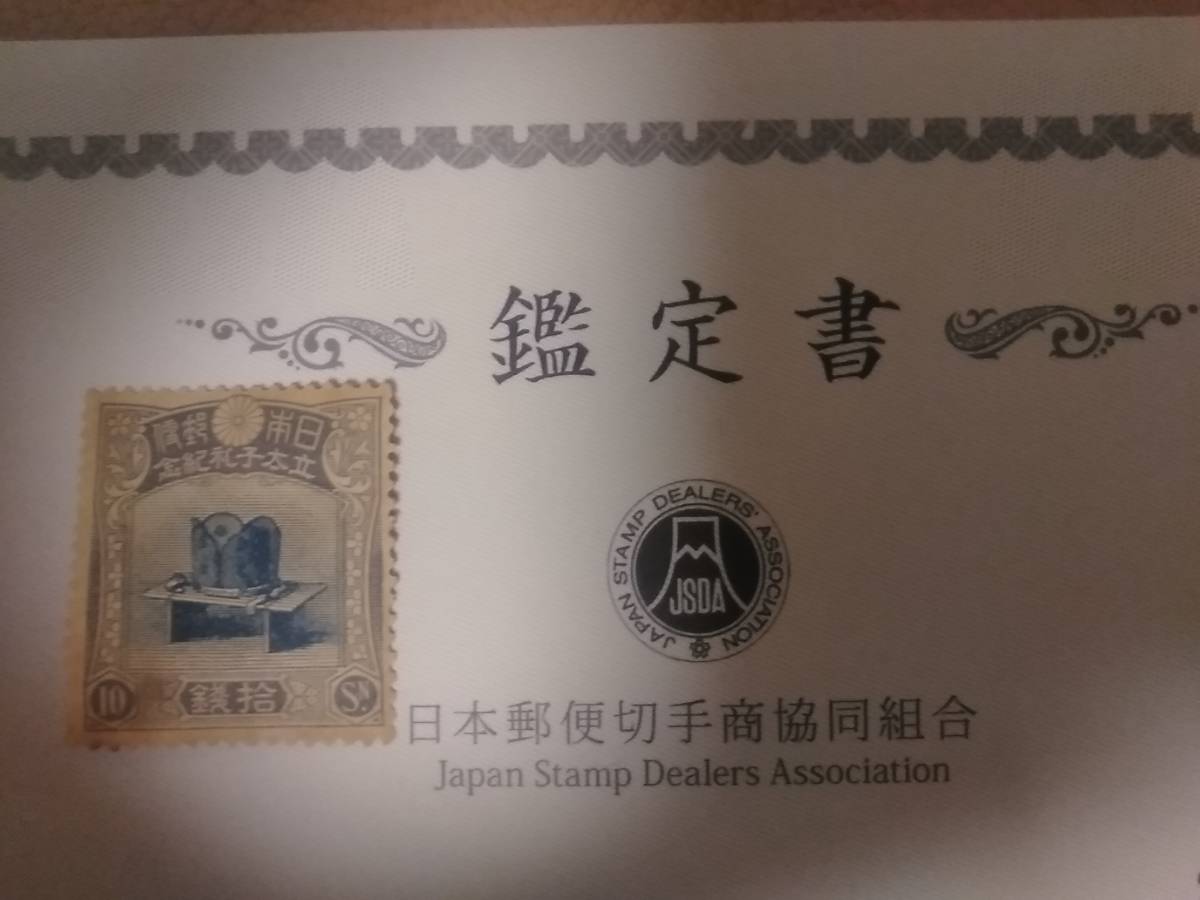 鑑定書
日本郵便
立太子礼紀念
10
拾錢
Sn.
JAPAN STAMP DEALERS' ASSOCIATION
JSDA
日本郵便切手商協同組合
Japan Stamp Dealers Association